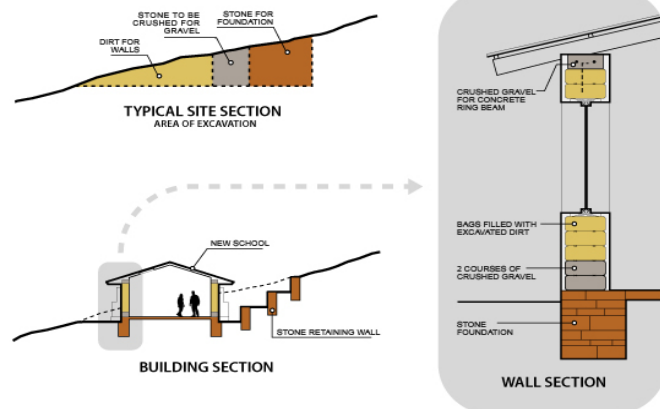 STONE TO BE
CRUSHED FOR
GRAVEL
STONE FOR
FOUNDATION
DIRT FOR
WALLS
TYPICAL SITE SECTION
AREA OF EXCAVATION
NEW SCHOOL
STONE RETAINING WALL
BUILDING SECTION
CRUSHED GRAVEL
FOR CONCRETE
RING BEAM
BAGS FILLED WITH
EXCAVATED DIRT
2 COURSES OF
CRUSHED GRAVEL
STONE
FOUNDATION
WALL SECTION